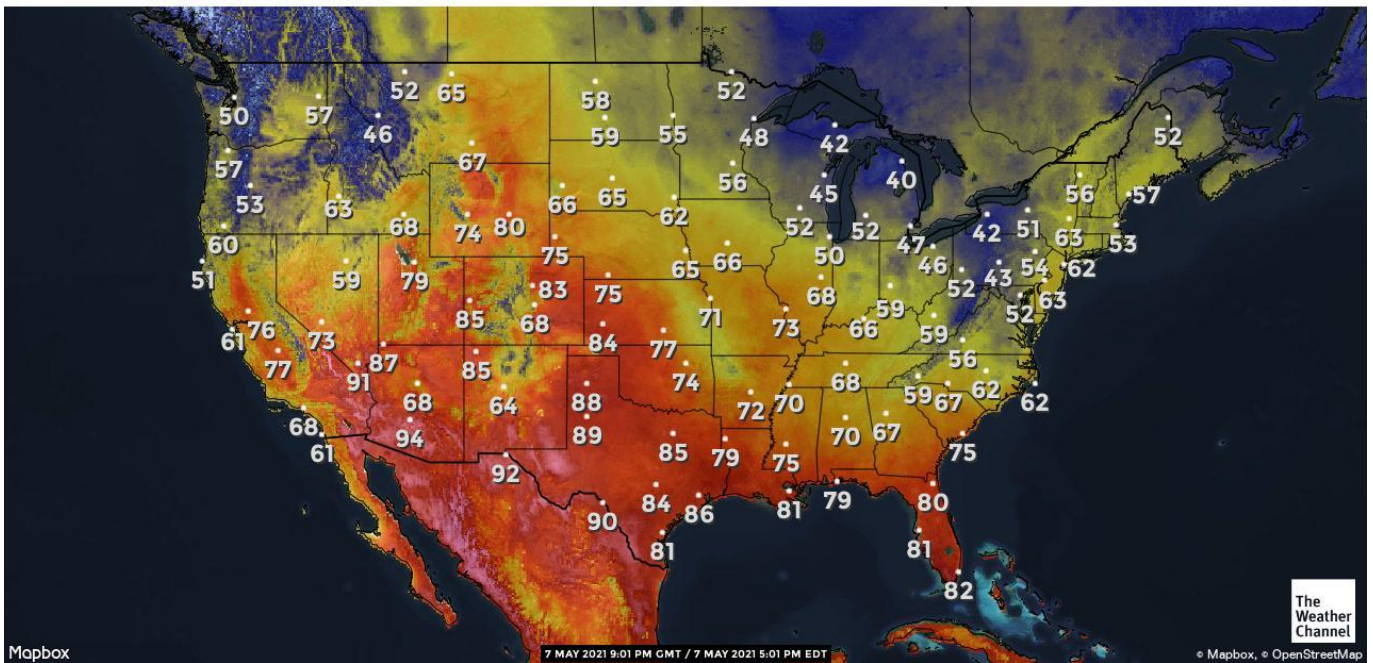 52 65 58 52
50 57 46 59 55 48 42 52
57 67 56 45 40 56 57
53 63 68 66 65 62 52 52 47 42 51 63 53
60 74 80 75 65 66 50 46 43 54 62
51 59 79 83 75 68 59 52 52 63
76 85 68 71 73 66 59
61 73 84 77 56
77 91 87 85 74 68 59 62
68 64 88 72 70 67 62
68 94 89 85 79 75 70 67 75
61 92 84 86 81 79 80
90 81 81
82
The
Weather
Channel
Mapbox
7 MAY 2021 9:01 PM GMT / 7 MAY 2021 5:01 PM EDT
© Mapbox, © OpenStreetMap